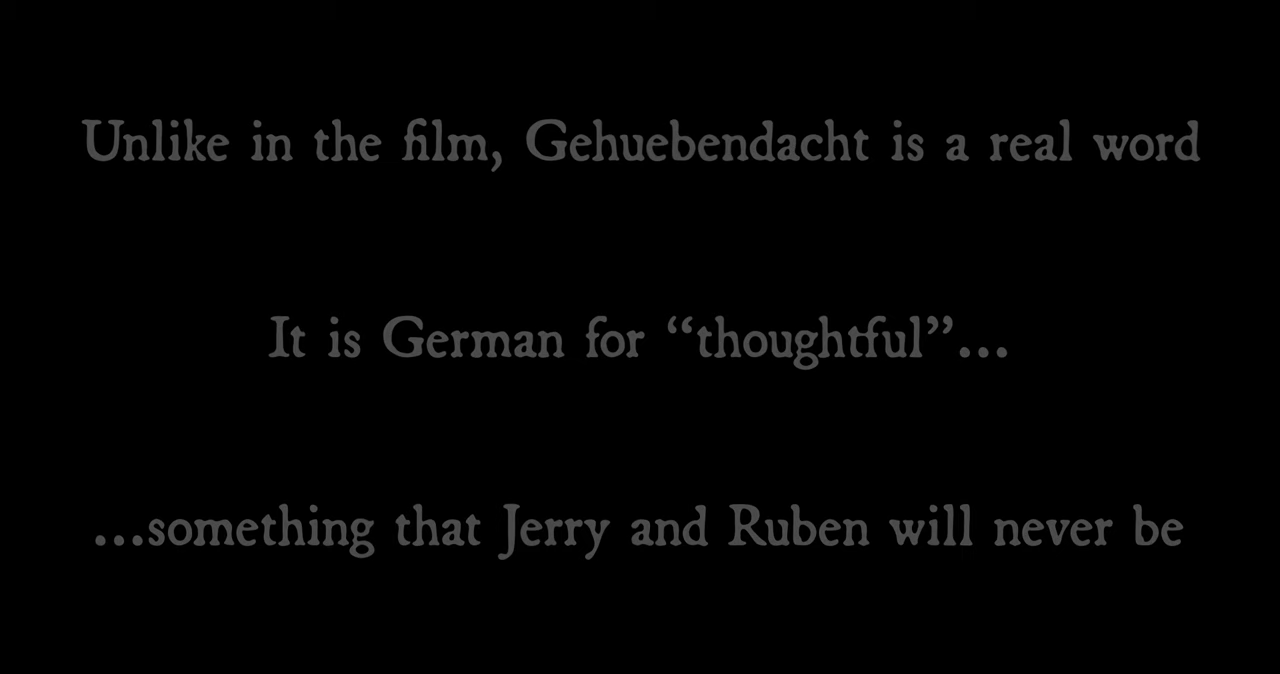 Unlike in the film, Gehuebendacht is a real word
It is German for “thoughtful”...
...something that Jerry and Ruben will never be